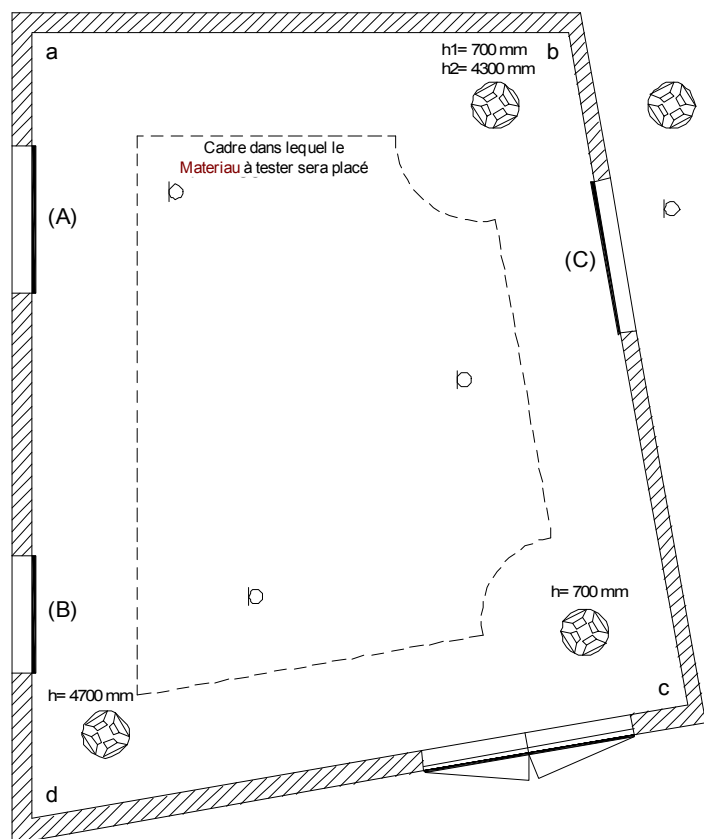 a
b
h1= 700 mm
h2= 4300 mm
Cadre dans lequel le
Materiau à tester sera placé
(A)
(C)
(B)
h= 700 mm
h= 4700 mm
c
d